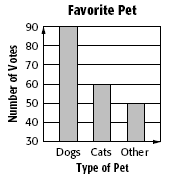 Favorite Pet
Number of Votes
90
80
70
60
50
40
30
Dogs Cats Other
Type of Pet